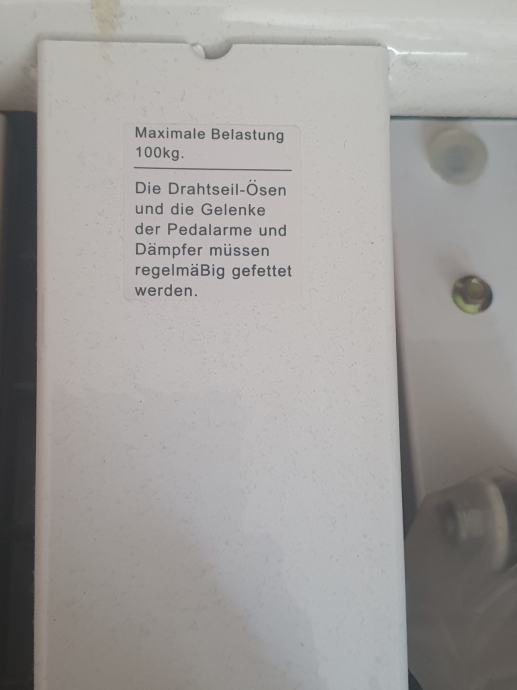 Maximale Belastung
100kg.
Die Drahtseil-Ösen
und die Gelenke
der Pedalarme und
Dämpfer müssen
regelmäBig gefettet
werden.